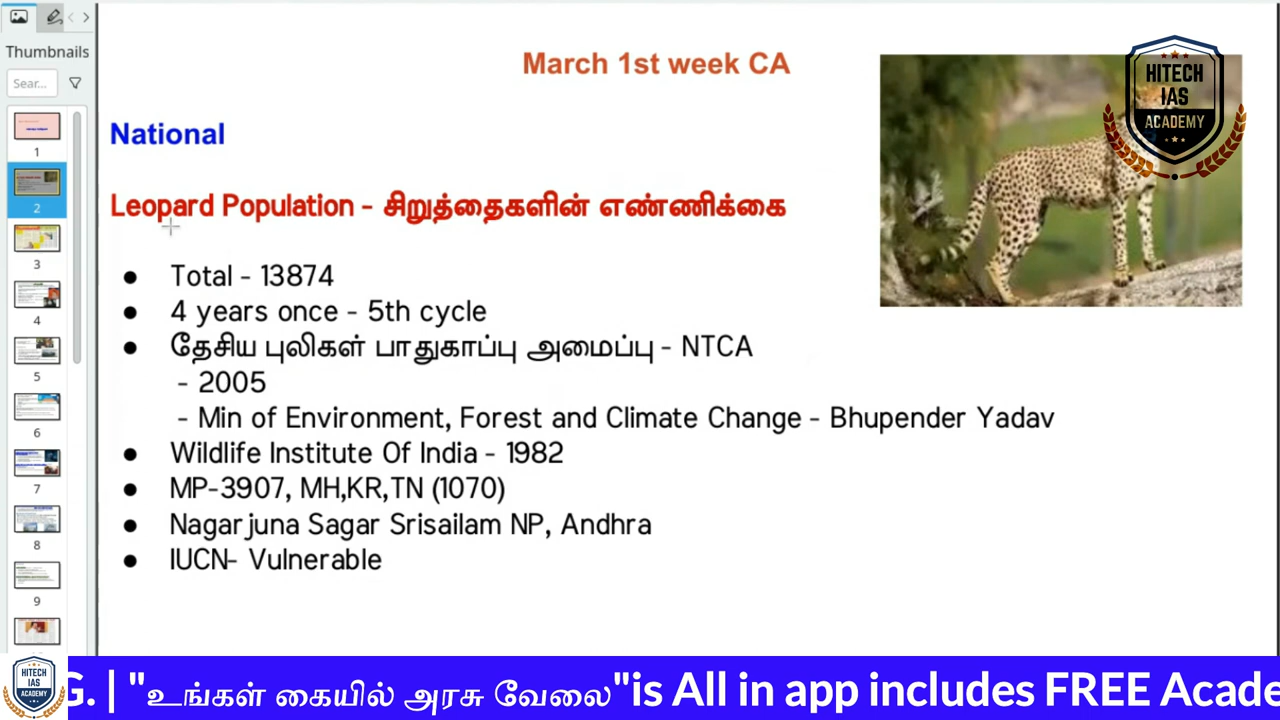 Thumbnails
Sear...
1
2
3
4
5
6
7
8
9
March 1st week CA
HITECH
IAS
ACADEMY
National
Leopard Population - சிறுத்தைகளின் எண்ணிக்கை
● Total - 13874
● 4 years once - 5th cycle
● தேசிய புலிகள் பாதுகாப்பு அமைப்பு - NTCA
- 2005
- Min of Environment, Forest and Climate Change - Bhupender Yadav
● Wildlife Institute Of India - 1982
● MP-3907, MH,KR,TN (1070)
● Nagarjuna Sagar Srisailam NP, Andhra
● IUCN- Vulnerable
HITECH
IAS
ACADEMY
G. | "உங்கள் கையில் அரசு வேலை"is All in app includes FREE Acade